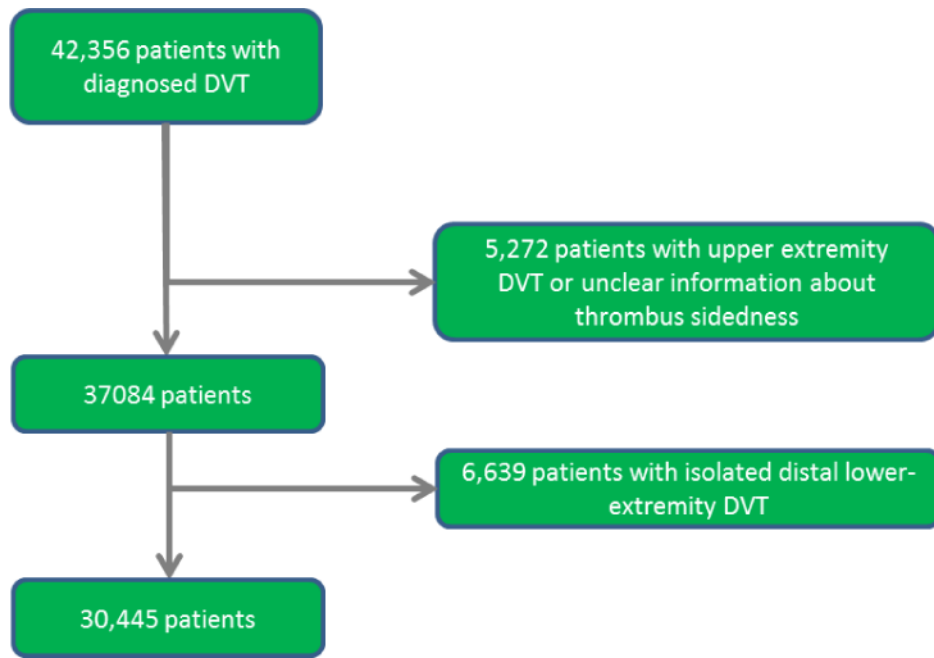 42,356 patients with
diagnosed DVT
5,272 patients with upper extremity
DVT or unclear information about
thrombus sidedness
37084 patients
6,639 patients with isolated distal lower-
extremity DVT
30,445 patients